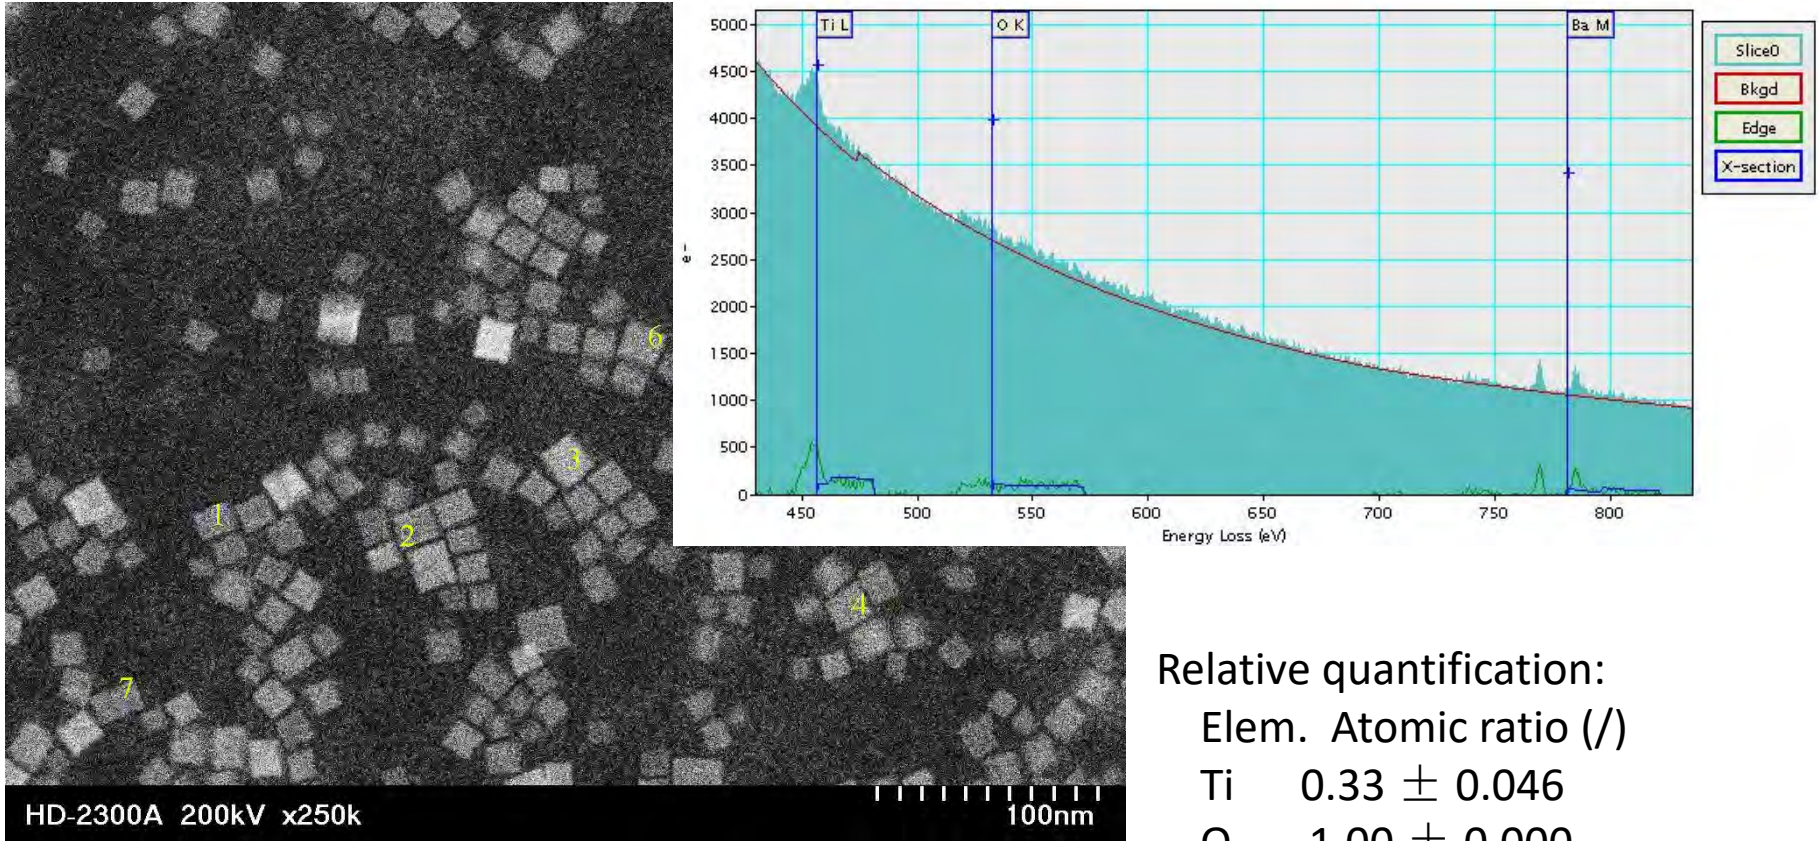 5000
4500
4000
3500
3000
2500
2000
1500
1000
500
0
e-
Ti L
O K
Ba M
450
500
550
600
650
700
750
800
Energy Loss (eV)
Slice0
Bkgd
Edge
X-section
6
3
1
2
4
7
HD-2300A 200kV x250k
100nm
Relative quantification:
Elem. Atomic ratio (/)
Ti 0.33 ± 0.046